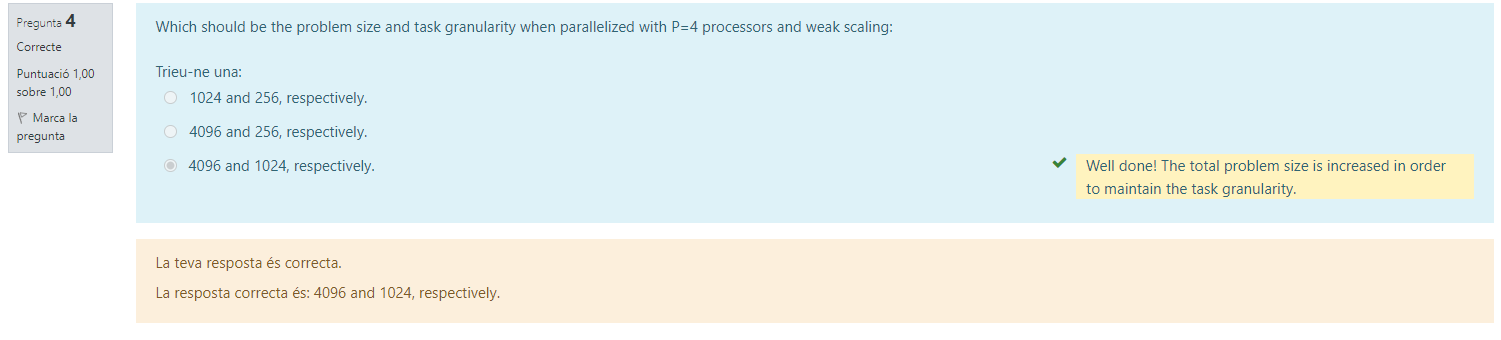 Pregunta 4
Correcte
Puntuació 1,00
sobre 1,00
Marca la
pregunta
Which should be the problem size and task granularity when parallelized with P=4 processors and weak scaling:
Trieu-ne una:
1024 and 256, respectively.
4096 and 256, respectively.
4096 and 1024, respectively.
Well done! The total problem size is increased in order
to maintain the task granularity.
La teva resposta és correcta.
La resposta correcta és: 4096 and 1024, respectively.